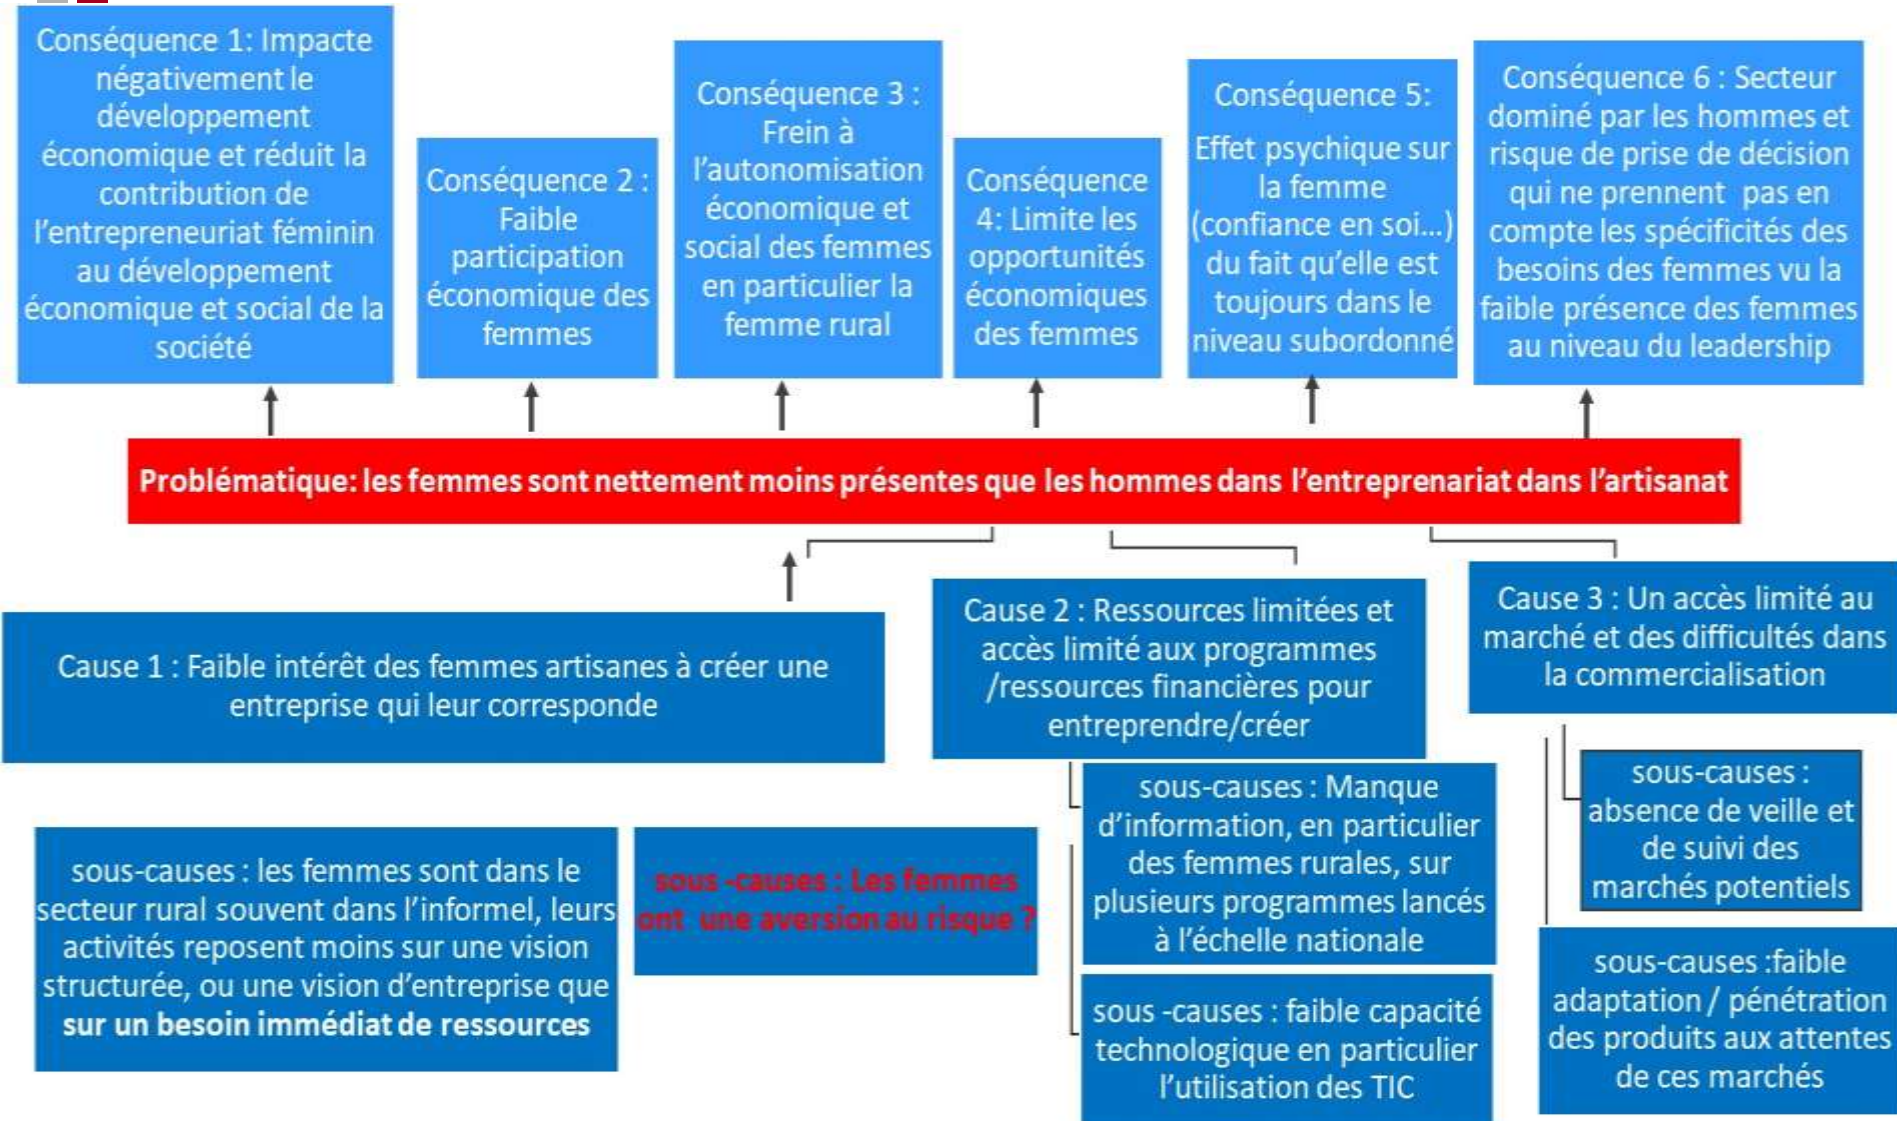 Conséquence 1: Impacte
négativement le
développement
économique et réduit la
contribution de
l'entrepreneuriat féminin
au développement
économique et social de la
société
Conséquence 2 :
Faible
participation
économique des
femmes
Conséquence 3 :
Frein à
l'autonomisation
économique et
social des femmes
en particulier la
femme rural
Conséquence
4: Limite les
opportunités
économiques
des femmes
Conséquence 5:
Effet psychique sur
la femme
(confiance en soi...)
du fait qu'elle est
toujours dans le
niveau subordonné
Conséquence 6 : Secteur
dominé par les hommes et
risque de prise de décision
qui ne prennent pas en
compte les spécificités des
besoins des femmes vu la
faible présence des femmes
au niveau du leadership
Problématique: les femmes sont nettement moins présentes que les hommes dans l'entreprenariat dans l'artisanat
Cause 1 : Faible intérêt des femmes artisanes à créer une
entreprise qui leur corresponde
sous-causes : les femmes sont dans le
secteur rural souvent dans l'informel, leurs
activités reposent moins sur une vision
structurée, ou une vision d'entreprise que
sur un besoin immédiat de ressources
sous -causes : Les femmes
ont une aversion au risque ?
Cause 2 : Ressources limitées et
accès limité aux programmes
/ressources financières pour
entreprendre/créer
sous-causes : Manque
d'information, en particulier
des femmes rurales, sur
plusieurs programmes lancés
à l'échelle nationale
sous -causes : faible capacité
technologique en particulier
l'utilisation des TIC
Cause 3 : Un accès limité au
marché et des difficultés dans
la commercialisation
sous-causes :
absence de veille et
de suivi des
marchés potentiels
sous-causes :faible
adaptation / pénétration
des produits aux attentes
de ces marchés